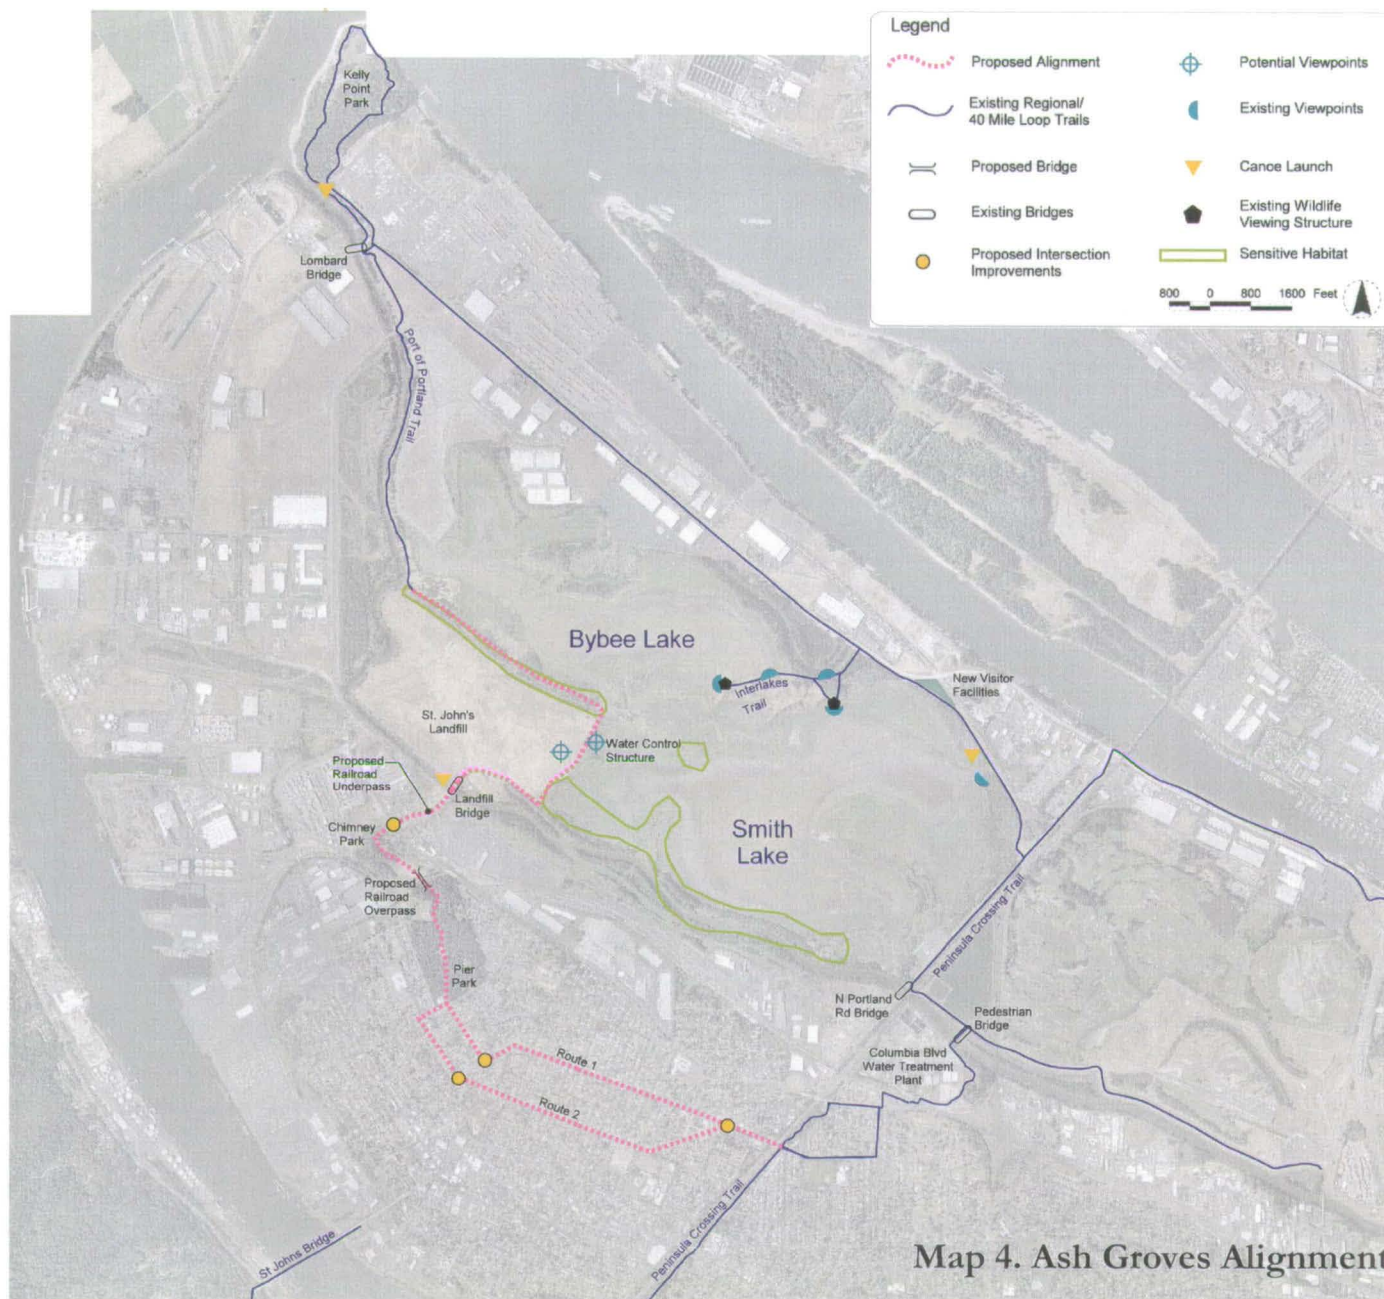 Legend
Proposed Alignment
Existing Regional/
40 Mile Loop Trails
Proposed Bridge
Existing Bridges
Proposed Intersection
Improvements
Potential Viewpoints
Existing Viewpoints
Canoe Launch
Existing Wildlife
Viewing Structure
Sensitive Habitat
800 0 800 1600 Feet
Kelly
Point
Park
Lombard
Bridge
Port of Portland Trail
Bybee Lake
Interlakes
Trail
New Visitor
Facilities
St. John's
Landfill
Water Control
Structure
Proposed
Railroad
Underpass
Landfill
Bridge
Chimney
Park
Smith
Lake
Proposed
Railroad
Overpass
Peninsula Crossing Trail
Pier
Park
N Portland
Rd Bridge
Pedestrian
Bridge
Columbia Blvd
Water Treatment
Plant
Route 1
Route 2
Peninsula Crossing Trail
St Johns Bridge
Map 4. Ash Groves Alignment